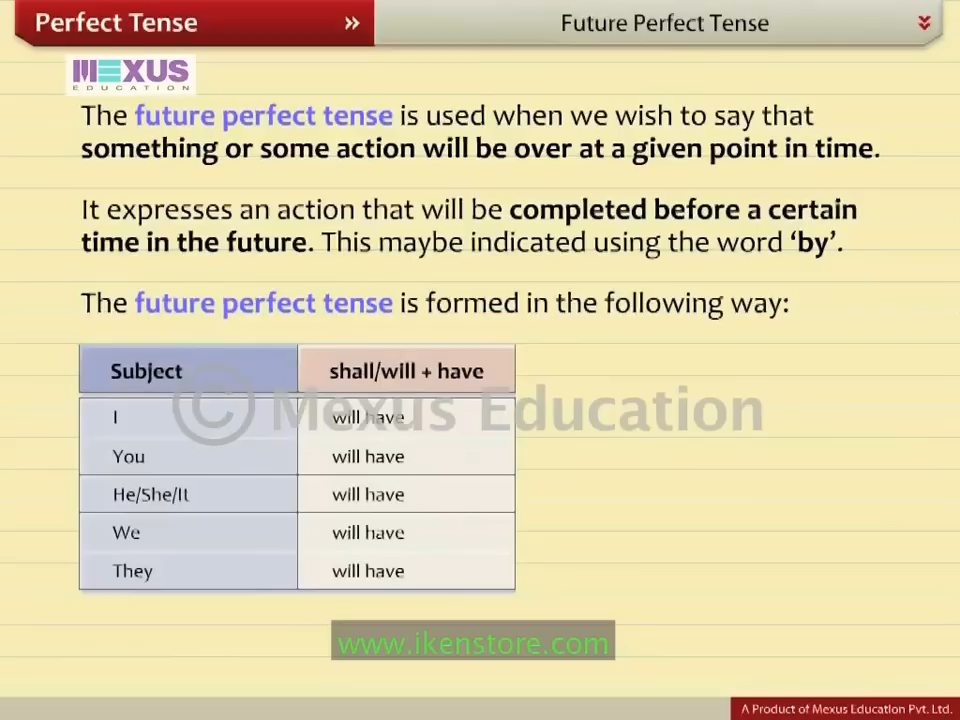 Perfect Tense »
Future Perfect Tense
MEXUS
EDUCATION
The future perfect tense is used when we wish to say that
something or some action will be over at a given point in time.
It expresses an action that will be completed before a certain
time in the future. This maybe indicated using the word ‘by’.
The future perfect tense is formed in the following way:
Subject shall/will + have
© Mexus Education
I will have
You will have
He/She/It will have
We will have
They will have
www.ikenstore.com
A Product of Mexus Education Pvt. Ltd.